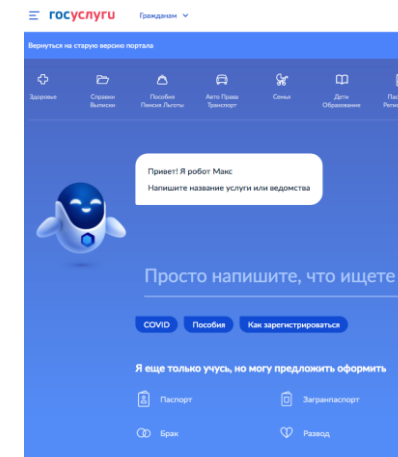 госуслуги
Гражданам
Вернуться на старую версию портала
Здоровье
Справки
Выписки
Пособия
Пенсия Льготы
Авто Права
Транспорт
Семья
Дети
Образование
Привет! Я робот Макс
Напишите название услуги или ведомства
Просто напишите, что ищете
COVID
Пособия
Как зарегистрироваться
Я еще только учусь, но могу предложить оформить
Паспорт
Загранпаспорт
Брак
Развод